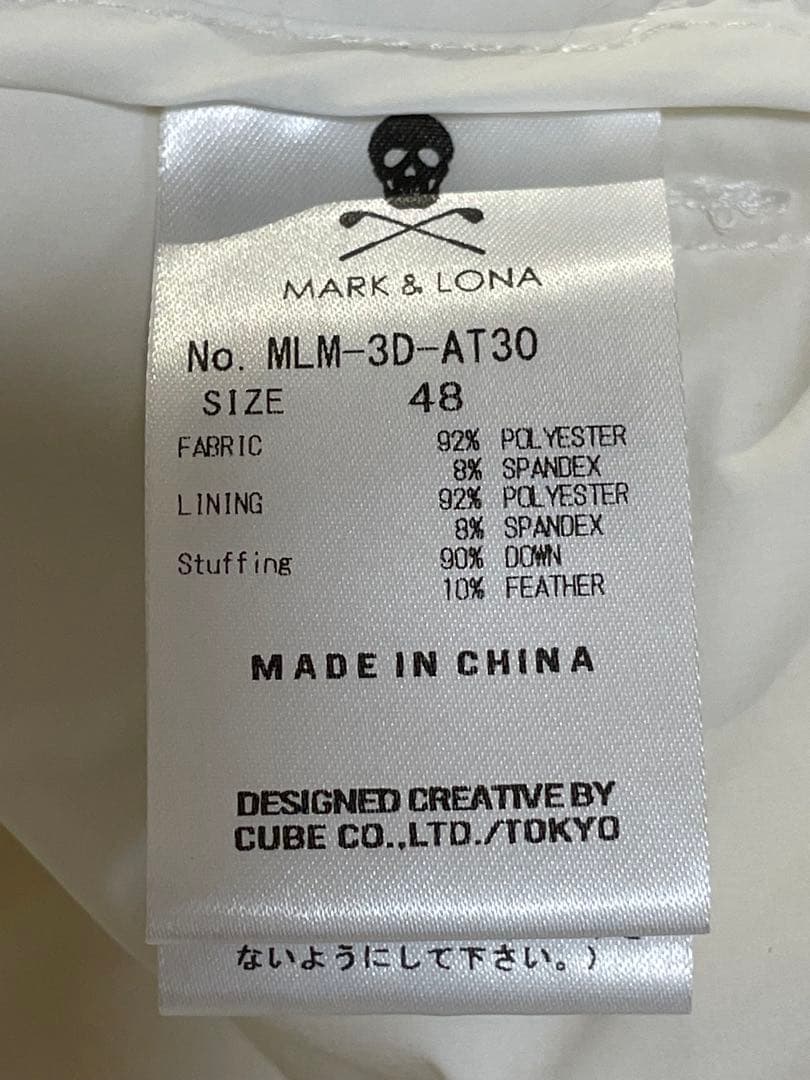 MARK & LONA
No. MLM-3D-AT30
SIZE 48
FABRIC 92% POLYESTER
8% SPANDEX
LINING 92% POLYESTER
8% SPANDEX
Stuffing 90% DOWN
10% FEATHER
MADE IN CHINA
DESIGNED CREATIVE BY
CUBE CO.,LTD./TOKYO
ないようにして下さい。)